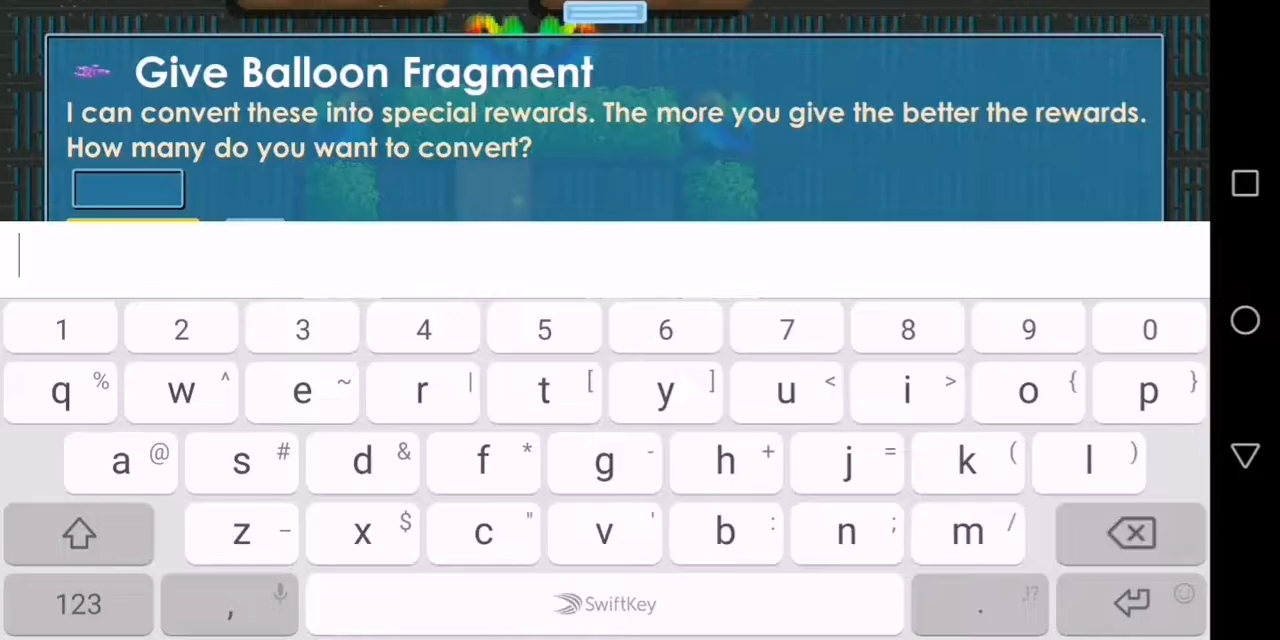 Give Balloon Fragment
I can convert these into special rewards. The more you give the better the rewards.
How many do you want to convert?
1 2 3 4 5 6 7 8 9 0
q % w ^ e ~ r | t [ y ] u < i > o { p }
a @ s # d & f * g - h + j = k ( l )
z _ x $ c " v ' b : n ; m /
123 , SwiftKey . ,!?